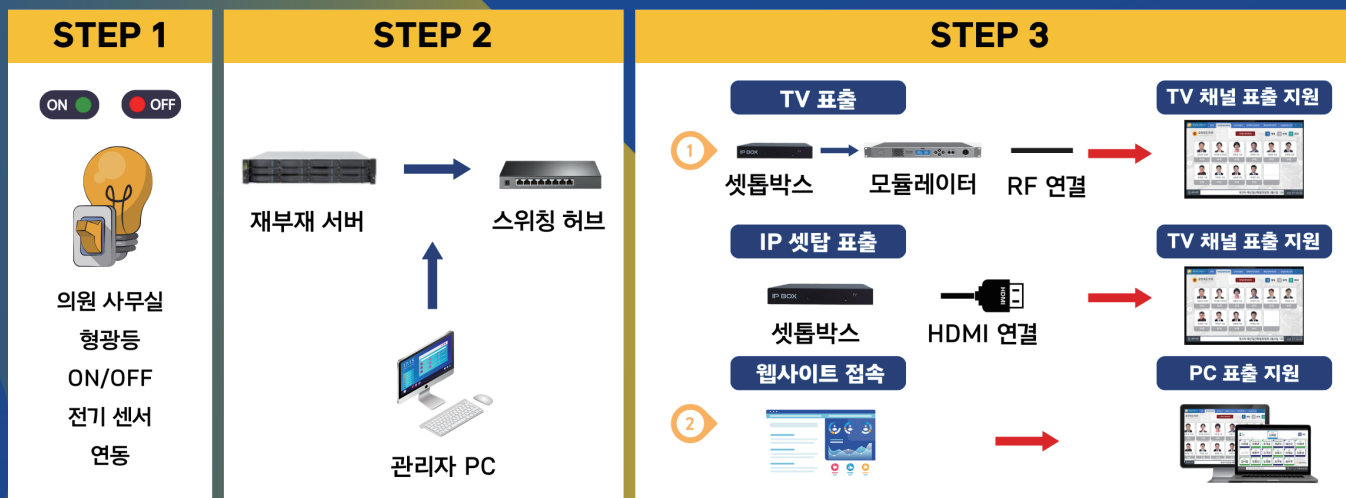 STEP 1
ON
OFF
의원 사무실
형광등
ON/OFF
전기 센서
연동
STEP 2
재부재 서버
스위칭 허브
관리자 PC
STEP 3
TV 표출
1
IP BOX
셋톱박스
모듈레이터
RF 연결
TV 채널 표출 지원
IP 셋탑 표출
IP BOX
셋톱박스
HDMI
HDMI 연결
TV 채널 표출 지원
웹사이트 접속
2
PC 표출 지원